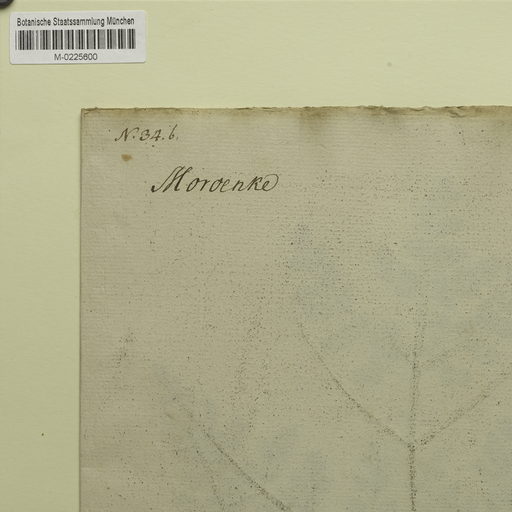 Botanische Staatssammlung München
M-0225600
N. 34. b.
Moroenke